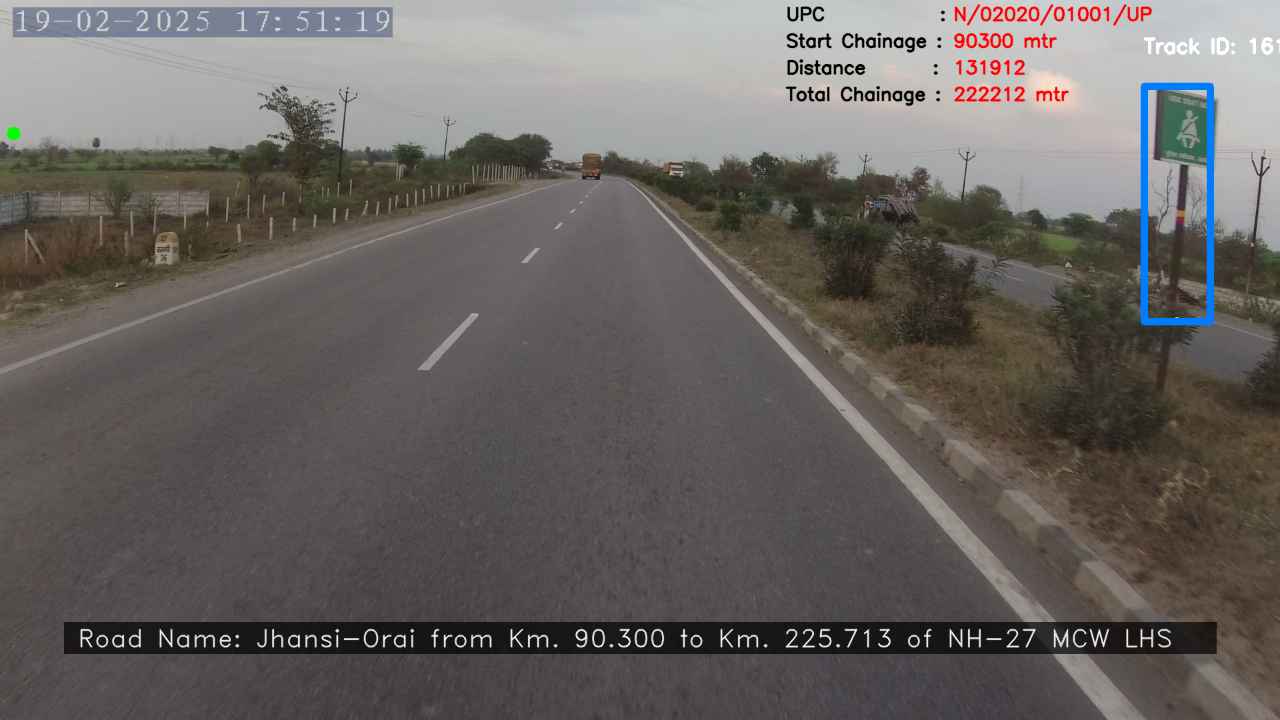 19-02-2025 17:51:19
UPC : N/02020/01001/UP
Start Chainage : 90300 mtr
Distance : 131912
Total Chainage : 222212 mtr
Track ID: 161
Road Name: Jhansi-Orai from Km. 90.300 to Km. 225.713 of NH-27 MCW LHS